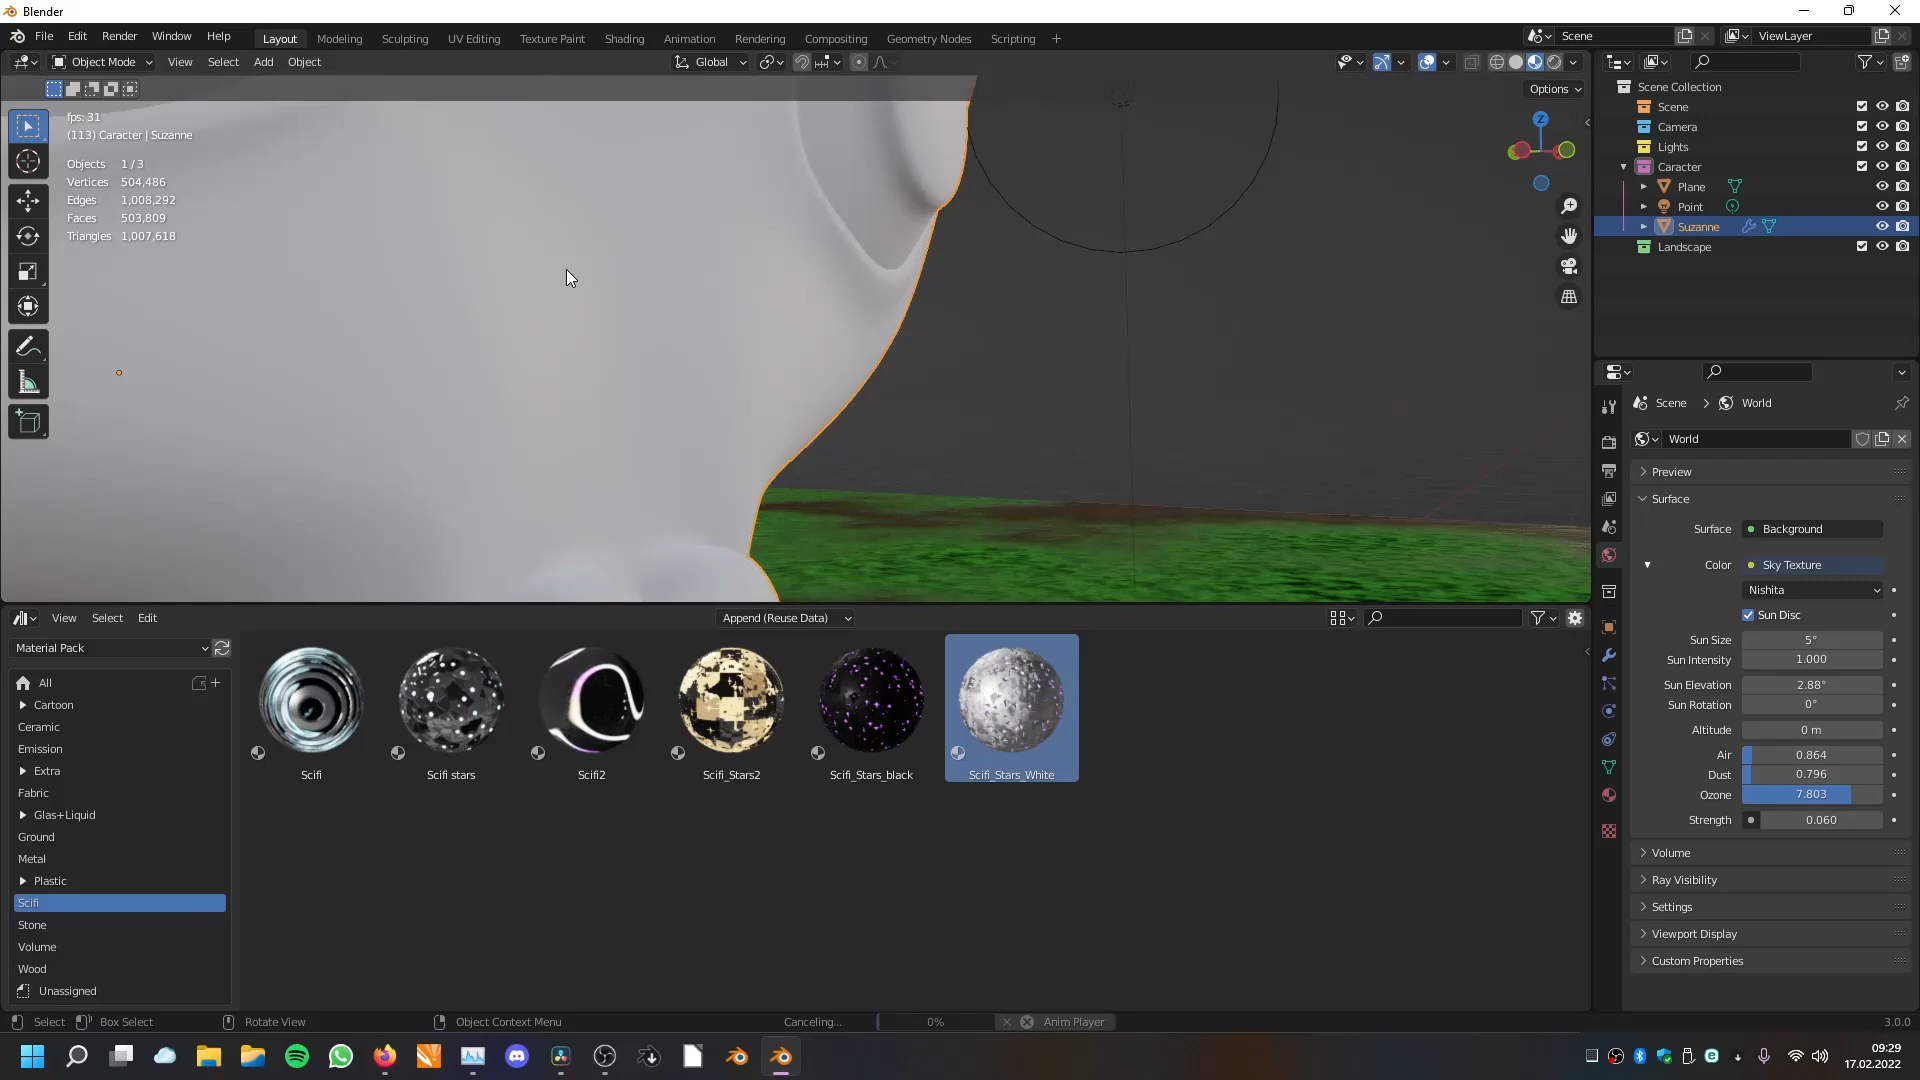 Blender
File Edit Render Window Help
Layout Modeling Sculpting UV Editing Texture Paint Shading Animation Rendering Compositing Geometry Nodes Scripting
Scene ViewLayer
Object Mode View Select Add Object
Global
Options
fps: 31
(113) Caracter | Suzanne
Objects 1/3
Vertices 504,486
Edges 1,008,292
Faces 503,809
Triangles 1,007,618
Z
Scene Collection
Scene
Camera
Lights
Caracter
Plane
Point
Suzanne
Landscape
Scene World
World
Preview
Surface
Surface Background
Color Sky Texture
Nishita
Sun Disc
Sun Size 5°
Sun Intensity 1.000
Sun Elevation 2.88°
Sun Rotation 0°
Altitude 0 m
Air 0.864
Dust 0.796
Ozone 7.803
Strength 0.060
Volume
Ray Visibility
Settings
Viewport Display
Custom Properties
View Select Edit
Append (Reuse Data)
Material Pack
All
Cartoon
Ceramic
Emission
Extra
Fabric
Glas+Liquid
Ground
Metal
Plastic
Scifi
Stone
Volume
Wood
Unassigned
Scifi
Scifi stars
Scifi2
Scifi_Stars2
Scifi_Stars_black
Scifi_Stars_White
Select Box Select Rotate View Object Context Menu Canceling... 0% Anim Player 3.0.0
09:29
17.02.2022